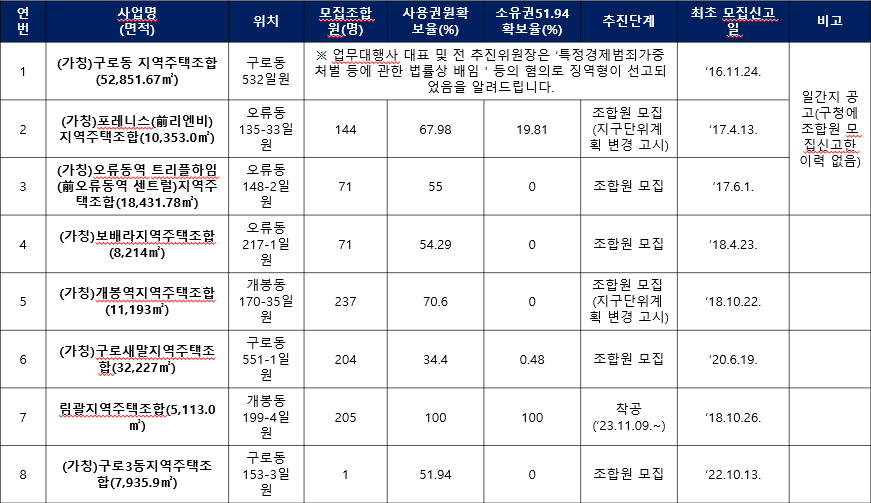 연
번
사업명
(면적)
위치
모집조합
원(명)
사용권원확
보율(%)
소유권51.94
확보율(%)
추진단계
최초 모집신고
일
비고
1
(가칭)구로동 지역주택조합
(52,851.67㎡)
구로동
532일원
※ 업무대행사 대표 및 전 추진위원장은 ‘특정경제범죄가중
처벌 등에 관한 법률상 배임 ’ 등의 혐의로 징역형이 선고되
었음을 알려드립니다.
‘16.11.24.
일간지 공
고(구청에
조합원 모
집신고한
이력 없음)
2
(가칭)포레니스(前리엔비)
지역주택조합(10,353.0㎡)
오류동
135-33일
원
144
67.98
19.81
조합원 모집
(지구단위계
획 변경 고시)
‘17.4.13.
3
(가칭)오류동역 트리플하임
(前오류동역 센트럴)지역주
택조합(18,431.78㎡)
오류동
148-2일
원
71
55
0
조합원 모집
‘17.6.1.
4
(가칭)보배라지역주택조합
(8,214㎡)
오류동
217-1일
원
71
54.29
0
조합원 모집
‘18.4.23.
5
(가칭)개봉역지역주택조합
(11,193㎡)
개봉동
170-35일
원
237
70.6
0
조합원 모집
(지구단위계
획 변경 고시)
‘18.10.22.
6
(가칭)구로새말지역주택조
합(32,227㎡)
구로동
551-1일
원
204
34.4
0.48
조합원 모집
‘20.6.19.
7
림괄지역주택조합(5,113.0
㎡)
개봉동
199-4일
원
205
100
100
착공
(‘23.11.09.~)
‘18.10.26.
8
(가칭)구로3동지역주택조
합(7,935.9㎡)
구로동
153-3일
원
1
51.94
0
조합원 모집
‘22.10.13.